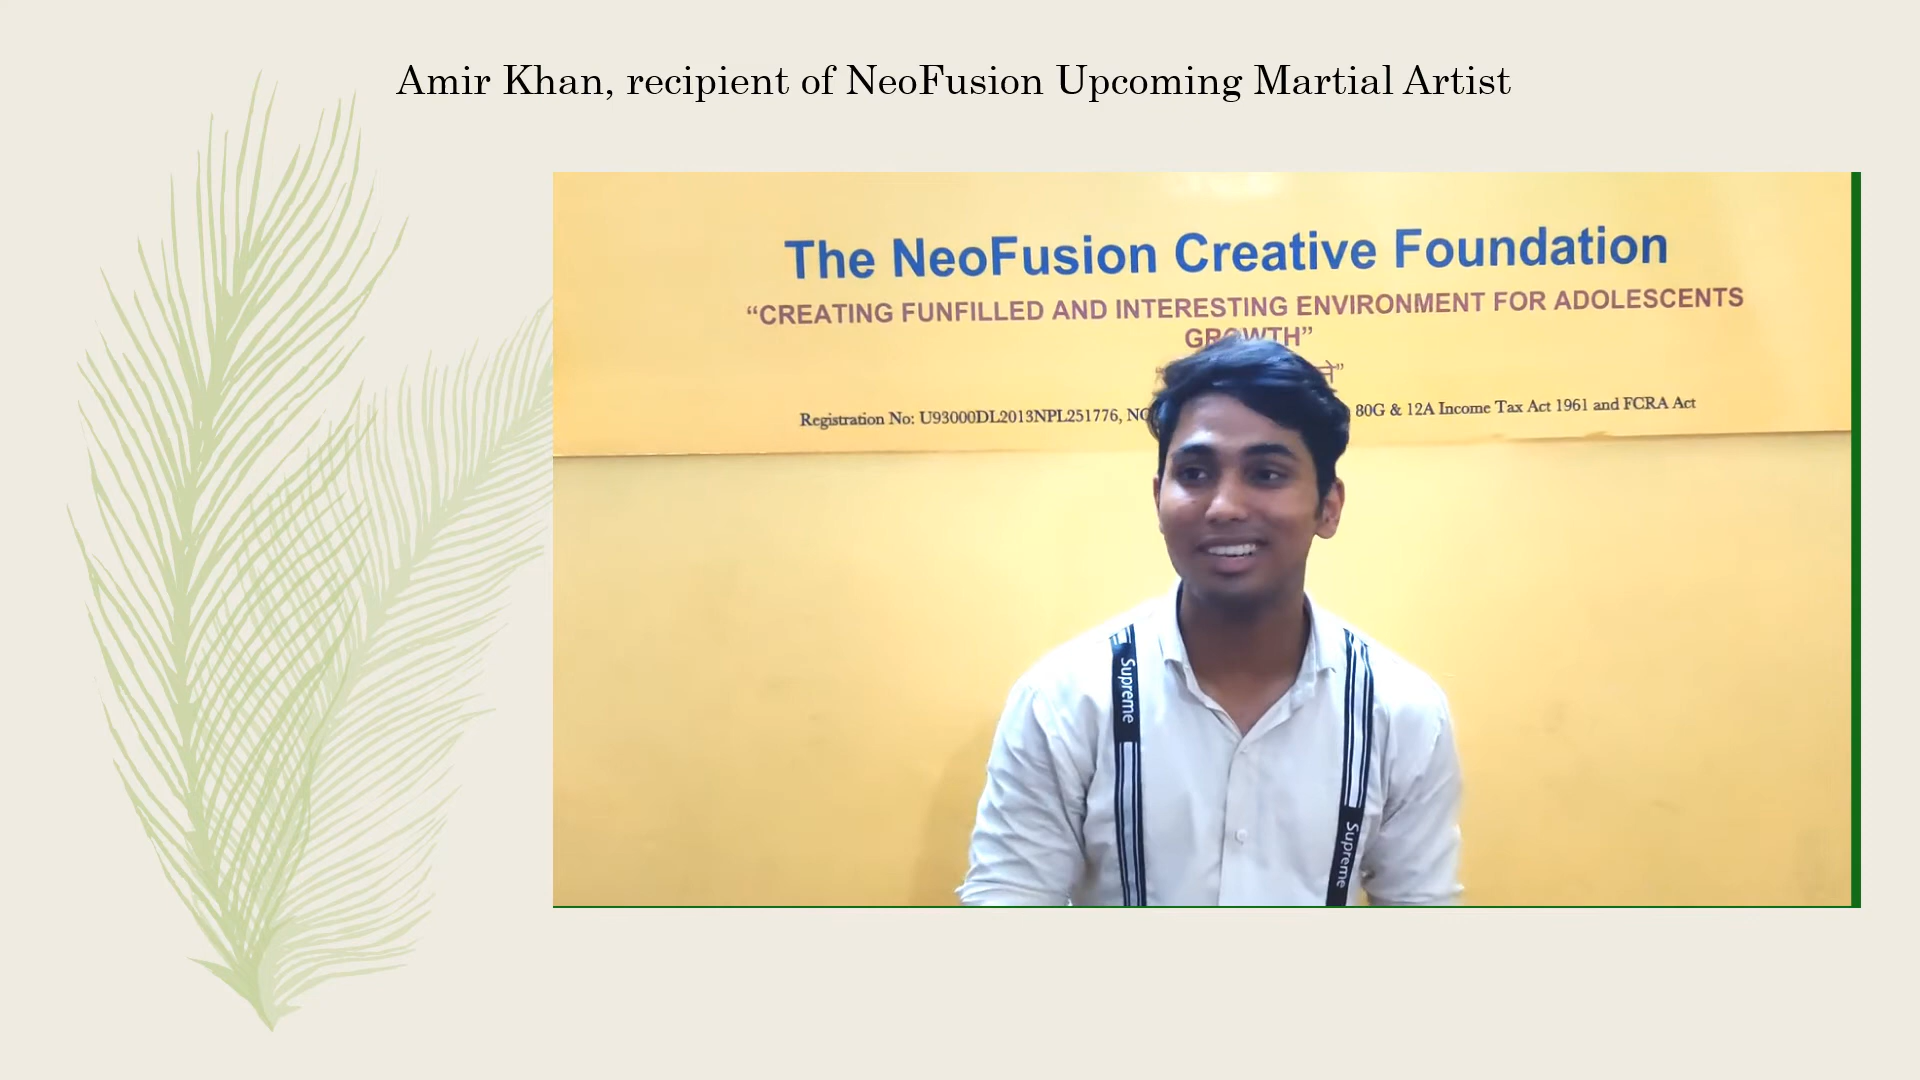 Amir Khan, recipient of NeoFusion Upcoming Martial Artist
The NeoFusion Creative Foundation
“CREATING FUNFILLED AND INTERESTING ENVIRONMENT FOR ADOLESCENTS
GROWTH”
Registration No: U93000DL2013NPL251776, 80G & 12A Income Tax Act 1961 and FCRA Act
Supreme
Supreme